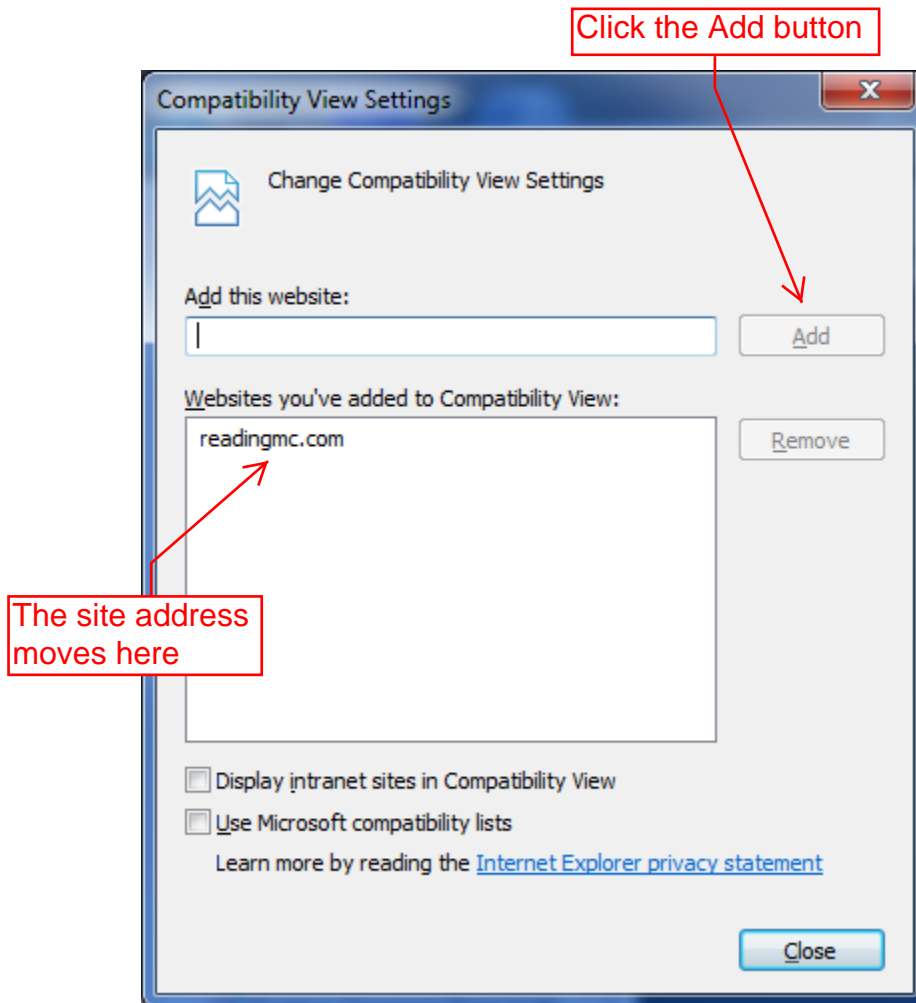 Click the Add button
Compatibility View Settings
Change Compatibility View Settings
Add this website:
Add
Websites you've added to Compatibility View:
readingmc.com
Remove
The site address
moves here
Display intranet sites in Compatibility View
Use Microsoft compatibility lists
Learn more by reading the Internet Explorer privacy statement
Close